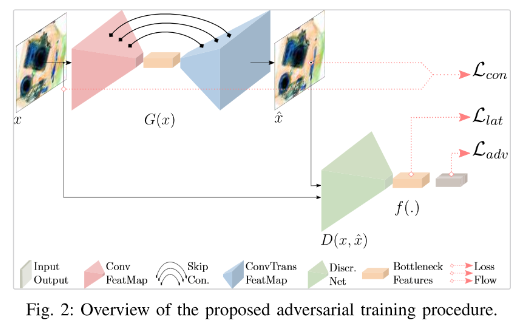 x
G(x)
x̂
ℒcon
ℒlat
ℒadv
f(.)
D(x, x̂)
Input Output
Conv FeatMap
Skip Con.
ConvTrans FeatMap
Discr. Net
Bottleneck Features
Loss Flow
Fig. 2: Overview of the proposed adversarial training procedure.